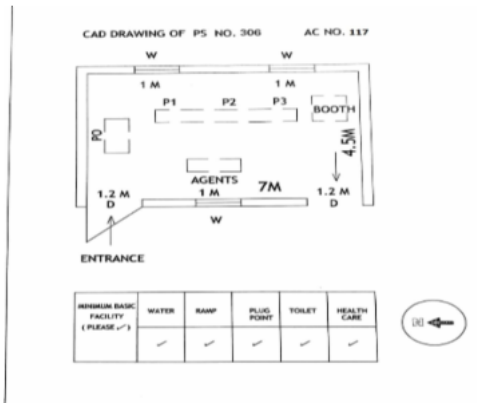 CAD DRAWING OF PS NO. 306 AC NO. 117
W W
1 M 1 M
P1 P2 P3 BOOTH
PO
4.5M
AGENTS
1.2 M 1 M 7M 1.2 M
D D
W
ENTRANCE
MINIMUM BASIC FACILITY ( PLEASE ✓ ) WATER RAMP PLUG POINT TOILET HEALTH CARE
✓ ✓ ✓ ✓ ✓